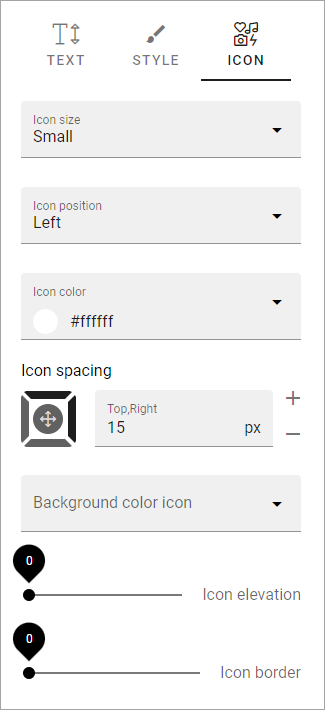 TEXT STYLE ICON
Icon size
Small
Icon position
Left
Icon color
#ffffff
Icon spacing
Top,Right
15 px
Background color icon
0
Icon elevation
0
Icon border